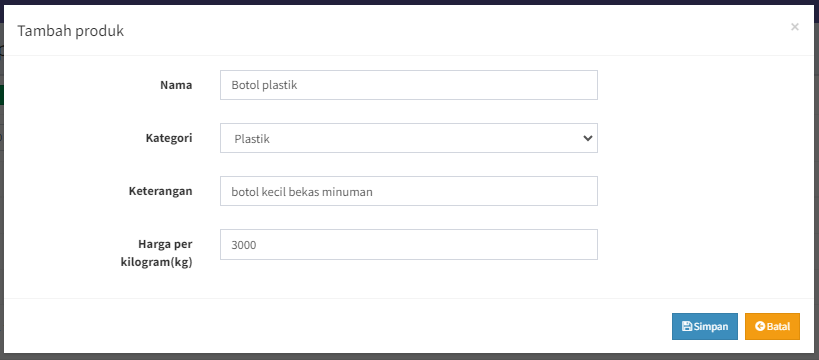 Tambah produk
×
Nama
Botol plastik
Kategori
Plastik
Keterangan
botol kecil bekas minuman
Harga per
kilogram(kg)
3000
Simpan
Batal